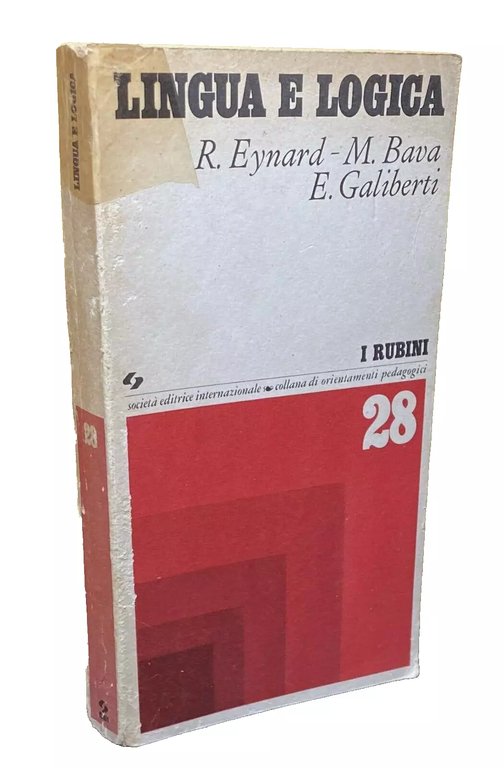 LINGUA E LOGICA
R. Eynard - M. Bava
E. Galiberti
I RUBINI
società editrice internazionale collana di orientamenti pedagogici
28
LINGUA E LOGICA
28